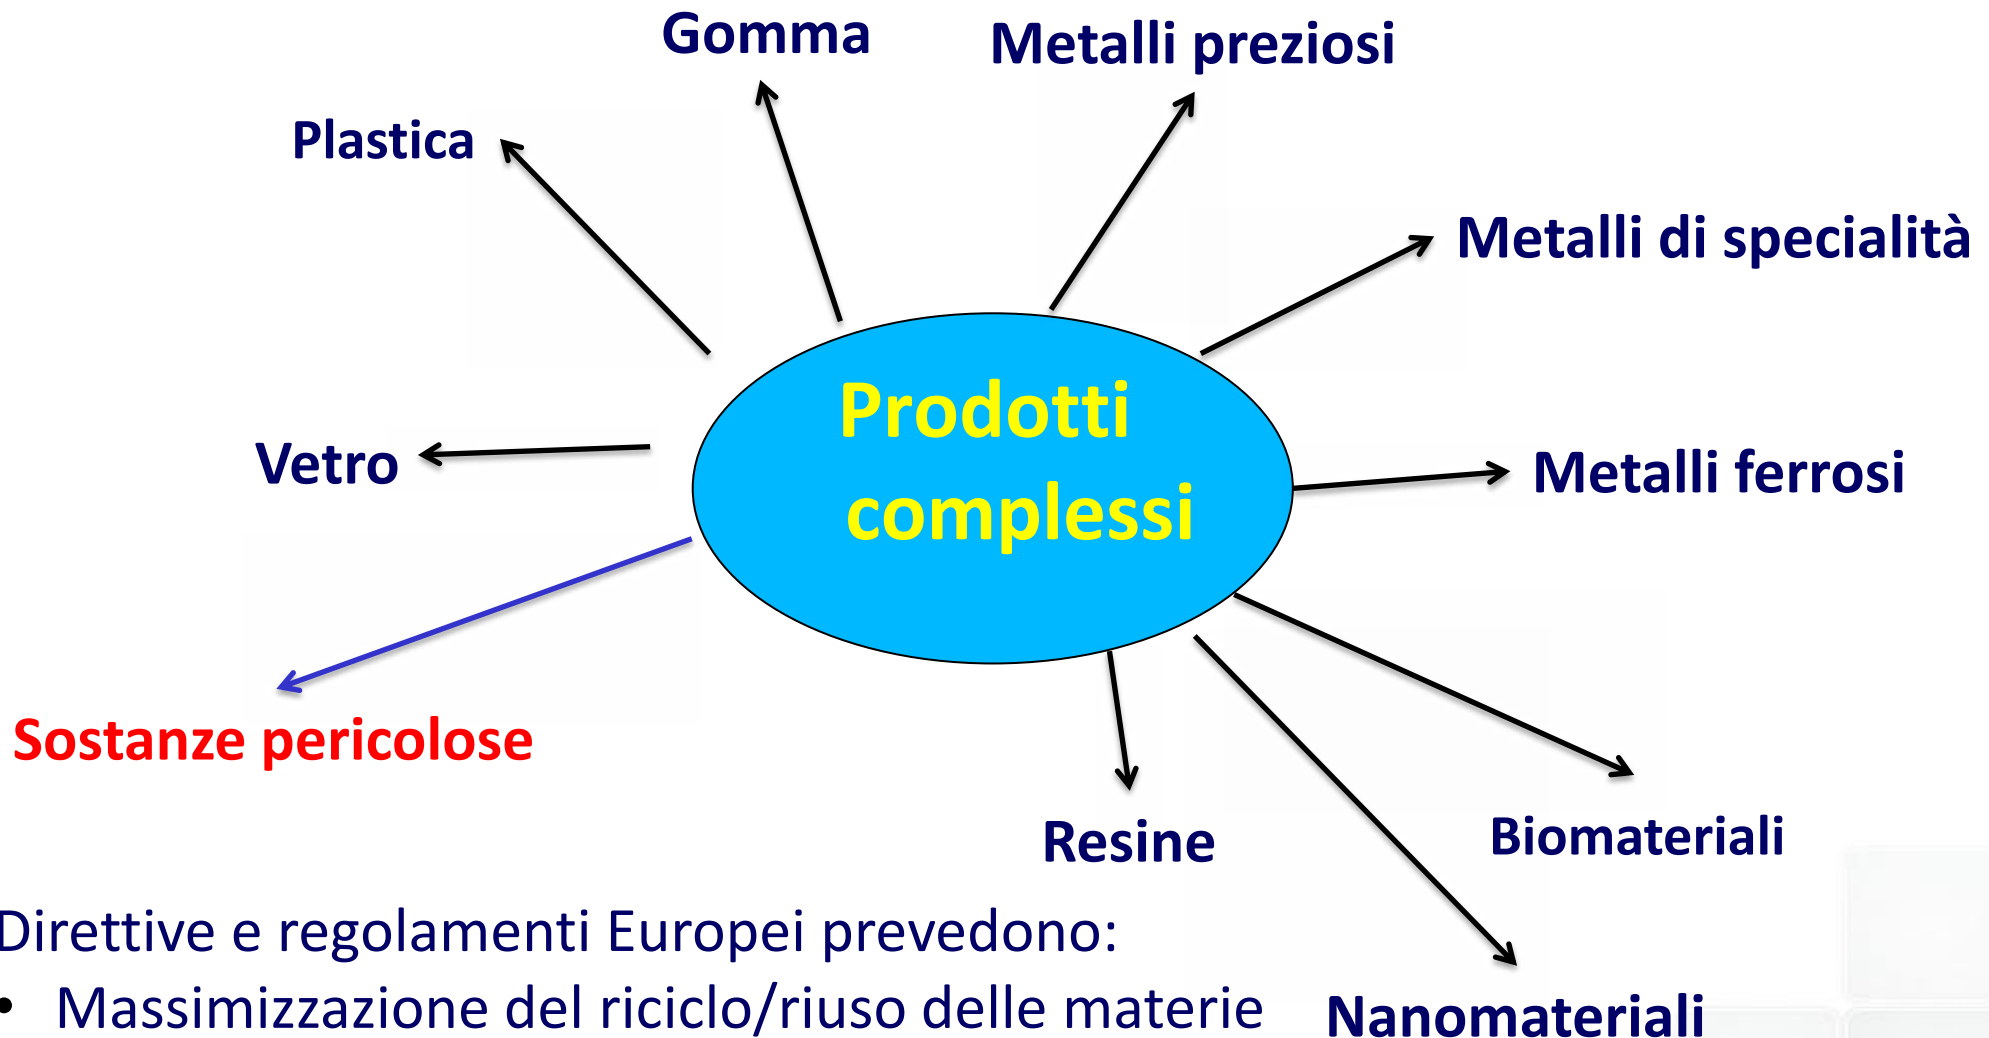 Gomma
Metalli preziosi
Plastica
Metalli di specialità
Prodotti
complessi
Vetro
Metalli ferrosi
Sostanze pericolose
Resine
Biomateriali
Direttive e regolamenti Europei prevedono:
• Massimizzazione del riciclo/riuso delle materie
Nanomateriali